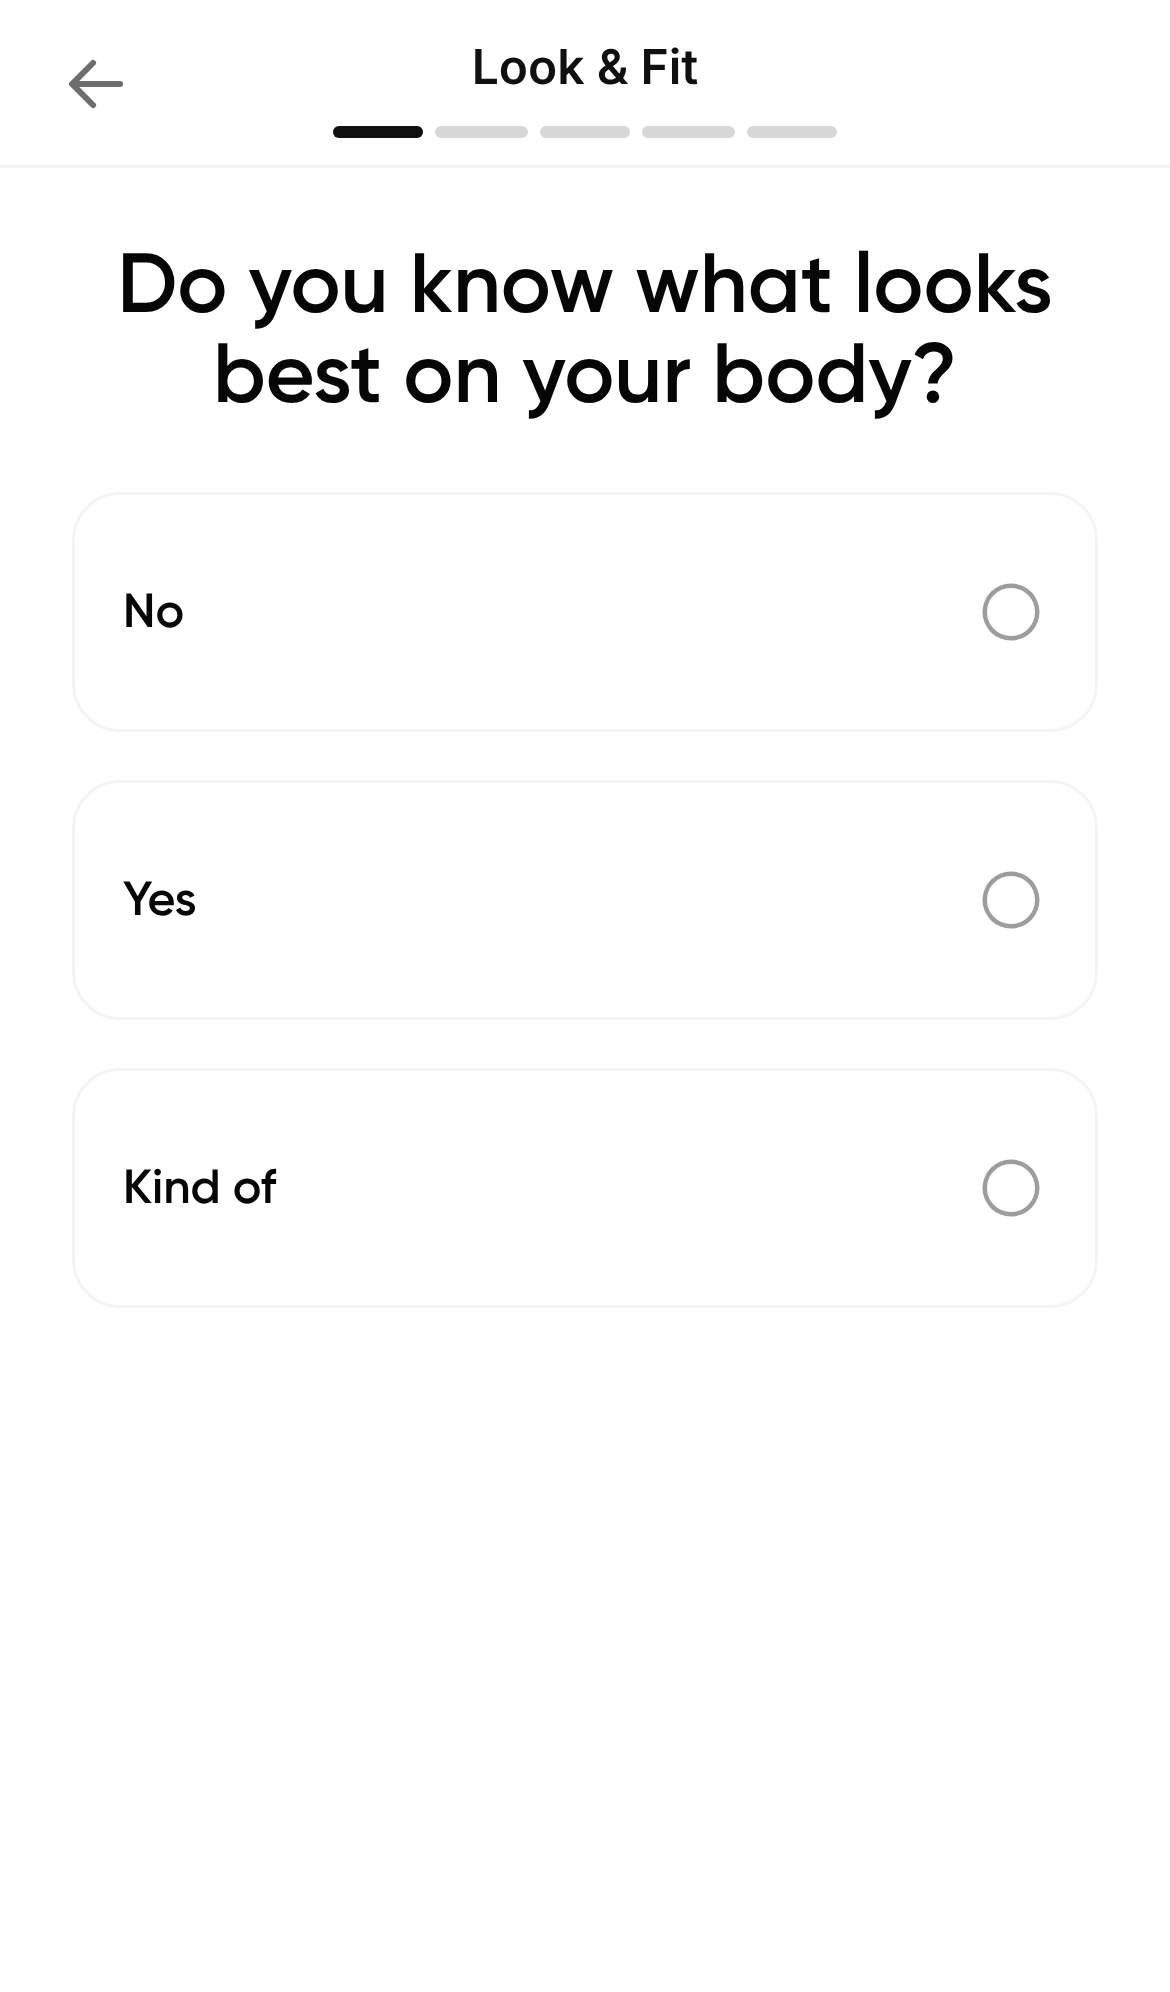 Look & Fit
Do you know what looks
best on your body?
No
Yes
Kind of